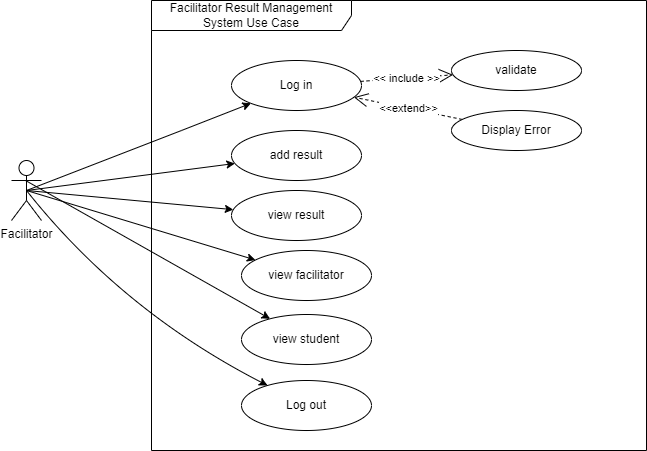 Facilitator Result Management
System Use Case
Log in
<< include >>
validate
<<extend>>
Display Error
add result
view result
Facilitator
view facilitator
view student
Log out